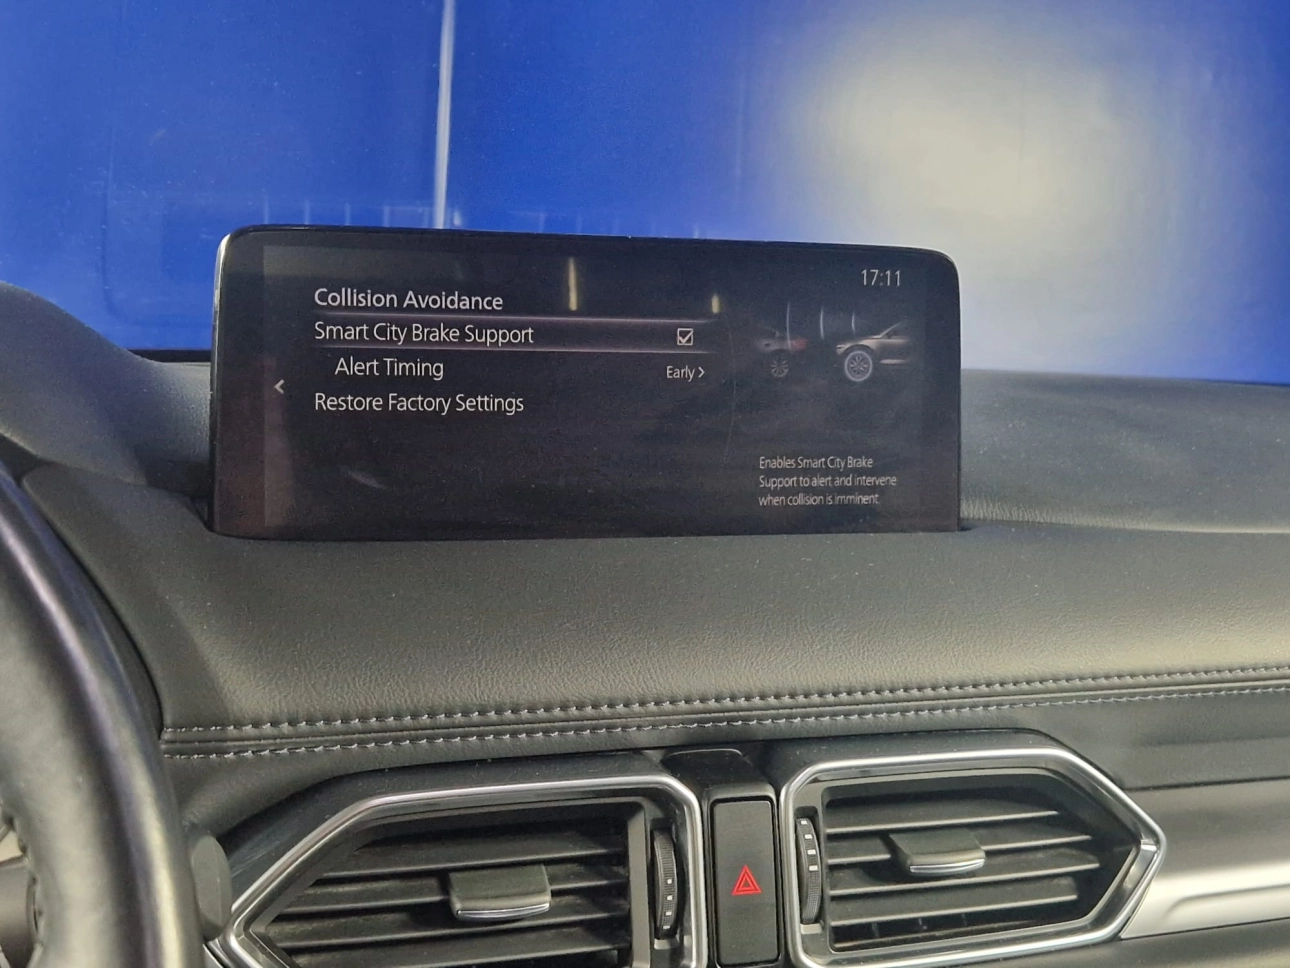 17:11
Collision Avoidance
Smart City Brake Support
Alert Timing Early >
Restore Factory Settings
Enables Smart City Brake
Support to alert and intervene
when collision is imminent